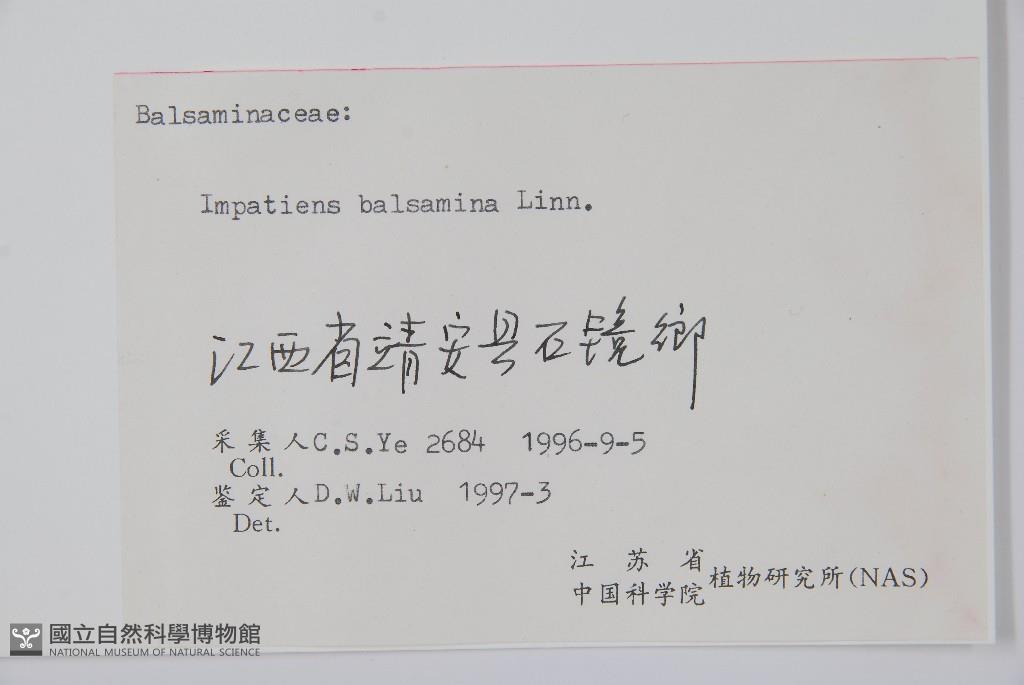 Balsaminaceae:
Impatiens balsamina Linn.
江西省靖安县石镜鄉
采集人C.S.Ye 2684 1996-9-5
Coll.
鉴定人D.W.Liu 1997-3
Det.
江苏省
中国科学院植物研究所(NAS)
國立自然科學博物館
NATIONAL MUSEUM OF NATURAL SCIENCE